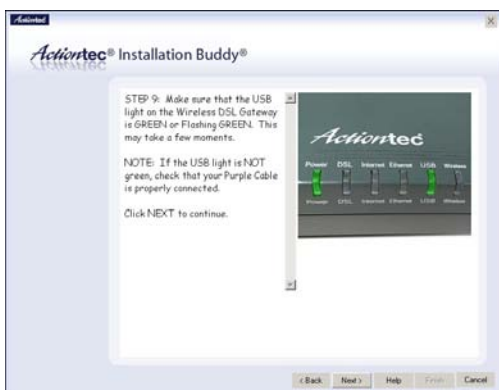 Actiontec
Actiontec® Installation Buddy®
STEP 9: Make sure that the USB
light on the Wireless DSL Gateway
is GREEN or Flashing GREEN. This
may take a few moments.
NOTE: If the USB light is NOT
green, check that your Purple Cable
is properly connected.
Click NEXT to continue.
Actiontec
Power DSL Internet Ethernet USB Wireless
Power DSL Internet Ethernet USB Wireless
< Back Next > Help Finish Cancel